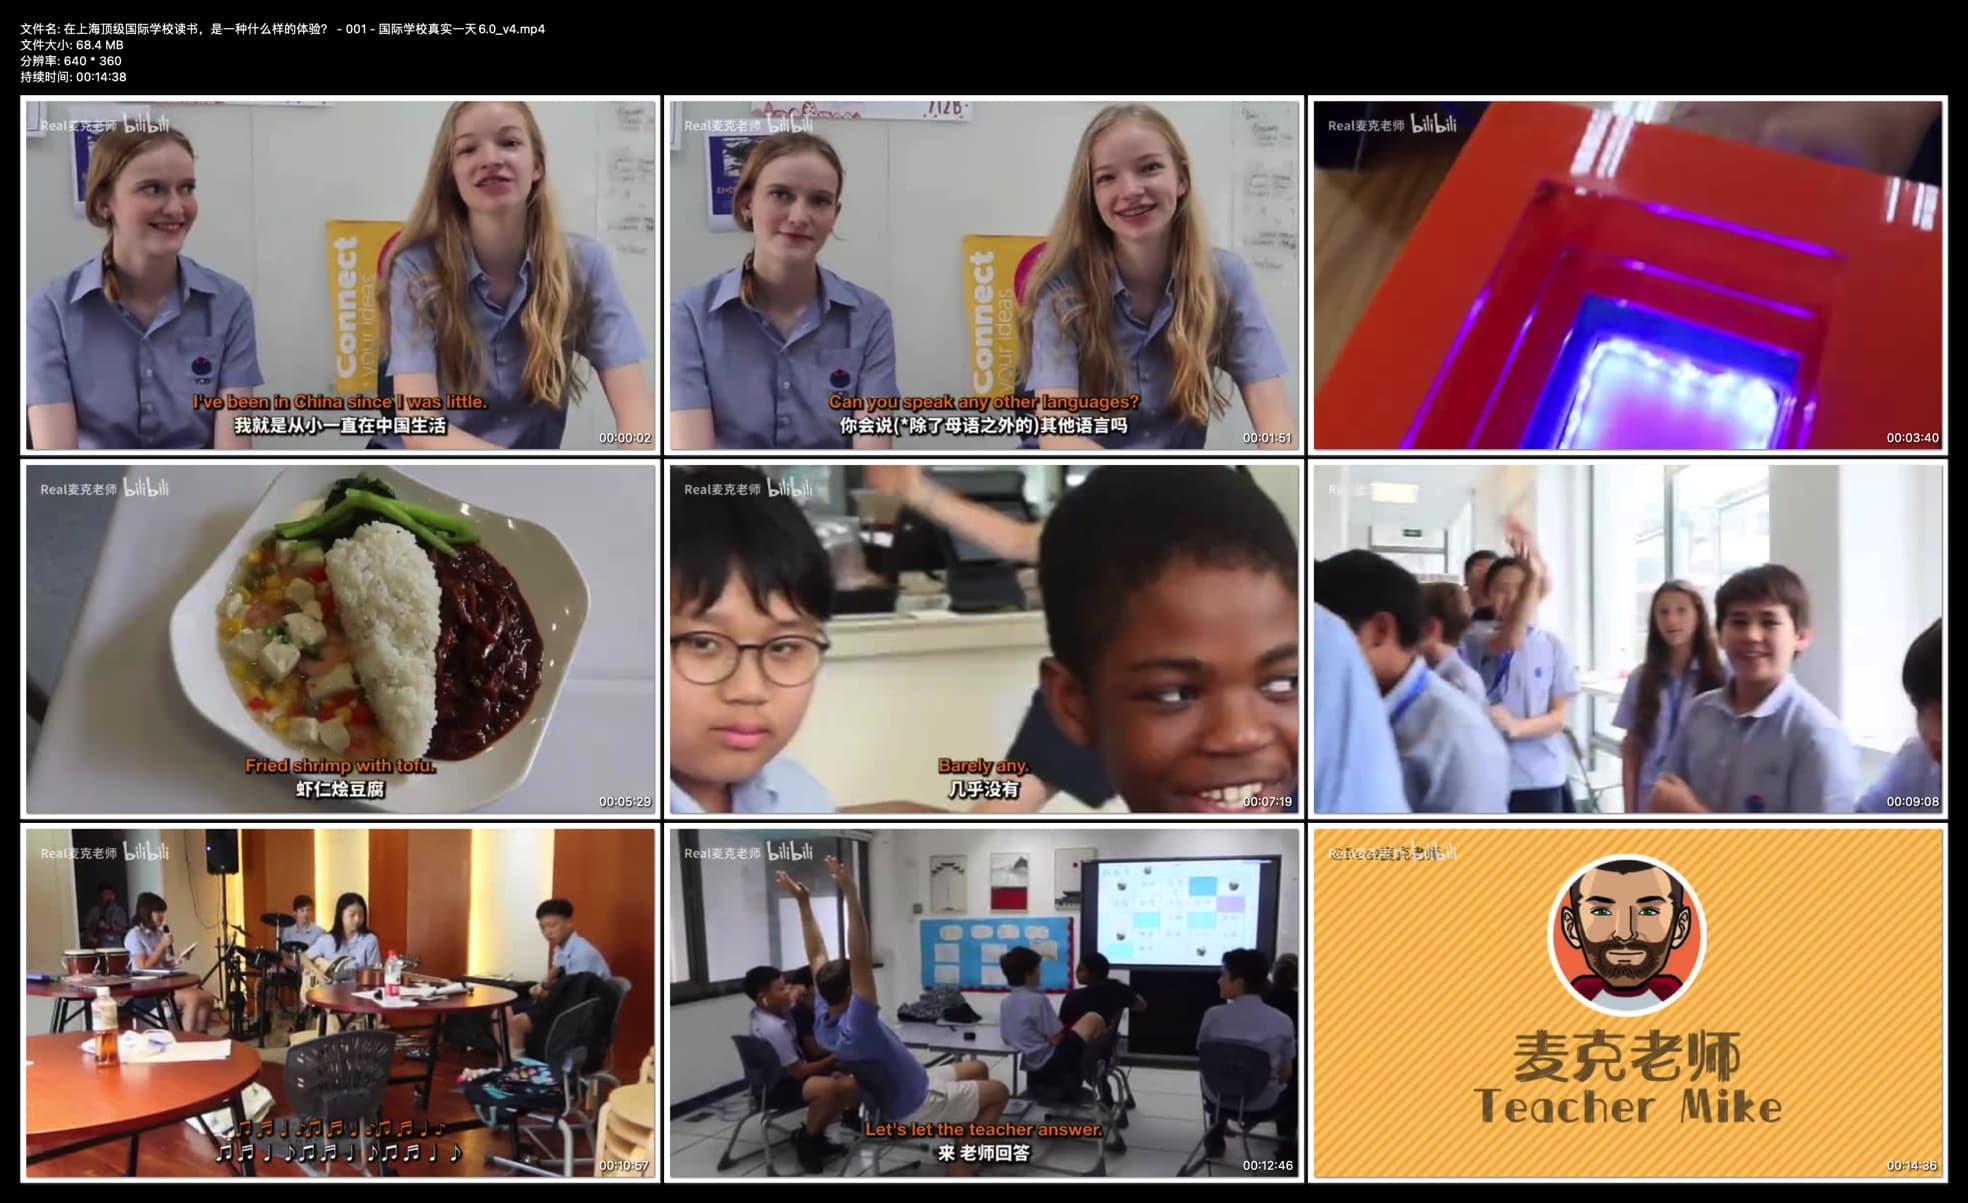 文件名: 在上海顶级国际学校读书，是一种什么样的体验？ - 001 - 国际学校真实一天6.0_v4.mp4
文件大小: 68.4 MB
分辨率: 640 * 360
持续时间: 00:14:38
Real麦克老师 bilibili
Connect
your ideas
I've been in China since I was little.
我就是从小一直在中国生活
00:00:02
Real麦克老师 bilibili
Connect
your ideas
Can you speak any other languages?
你会说(*除了母语之外的)其他语言吗
00:01:51
Real麦克老师 bilibili
00:03:40
Real麦克老师 bilibili
Fried shrimp with tofu.
虾仁烩豆腐
00:05:29
Real麦克老师 bilibili
Barely any.
几乎没有
00:07:19
00:09:08
Real麦克老师 bilibili
00:10:57
Real麦克老师 bilibili
Let's let the teacher answer.
来 老师回答
00:12:46
麦克老师
Teacher Mike
00:14:36